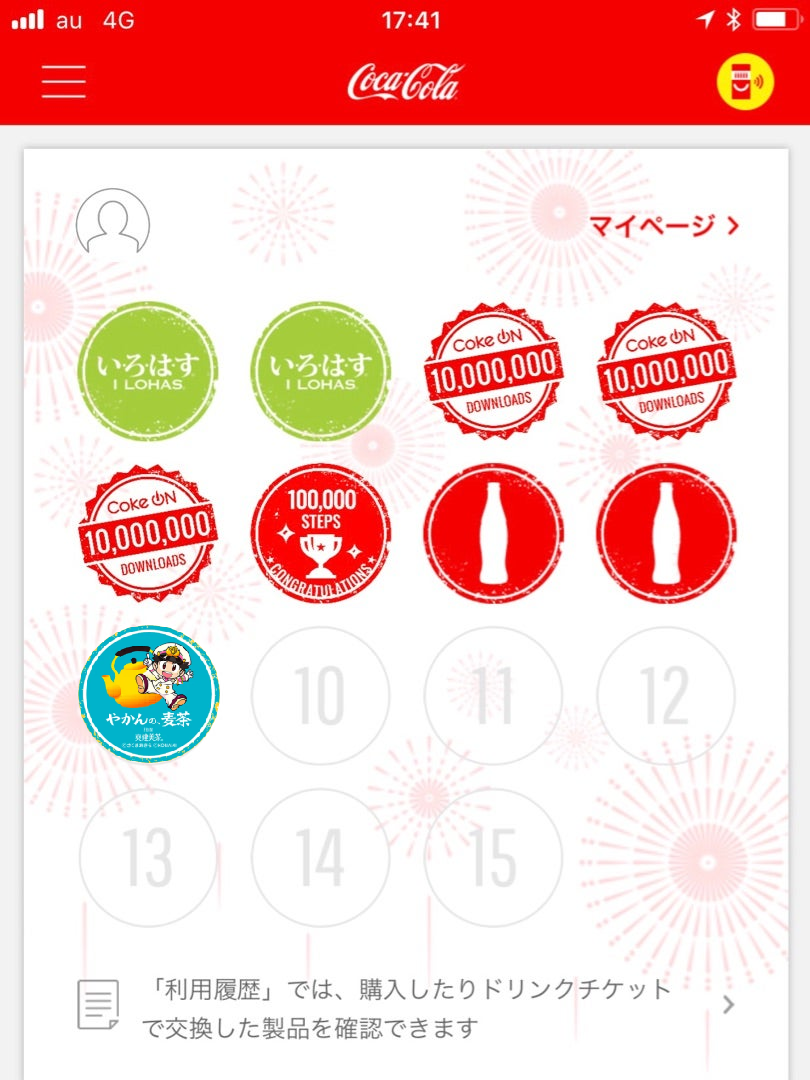 au 4G 17:41
Coca-Cola
マイページ
いろはす
I LOHAS
いろはす
I LOHAS
Coke ON
10,000,000
DOWNLOADS
Coke ON
10,000,000
DOWNLOADS
Coke ON
10,000,000
DOWNLOADS
100,000
STEPS
CONGRATULATIONS
やかんの、麦茶
爽健美茶
10
11
12
13
14
15
「利用履歴」では、購入したりドリンクチケット
で交換した製品を確認できます